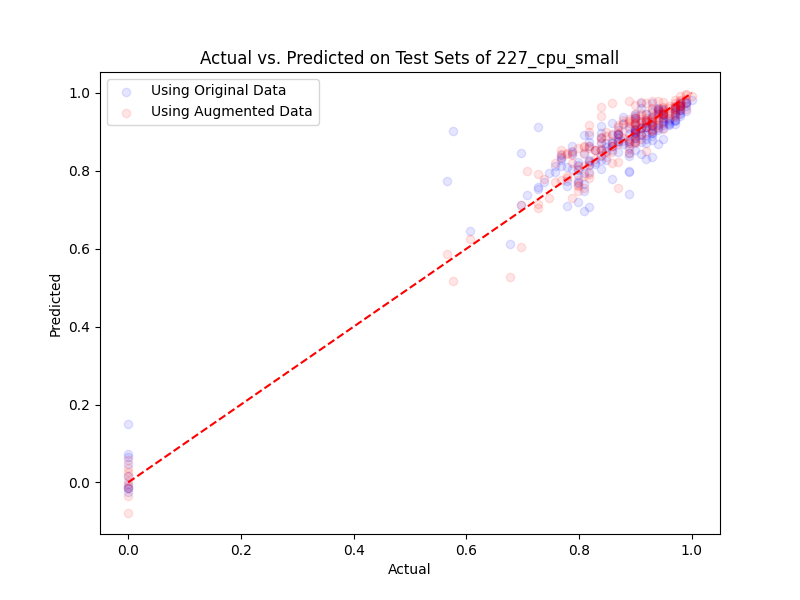 Actual vs. Predicted on Test Sets of 227_cpu_small
Using Original Data
Using Augmented Data
1.0
0.8
0.6
0.4
0.2
0.0
Predicted
0.0 0.2 0.4 0.6 0.8 1.0
Actual